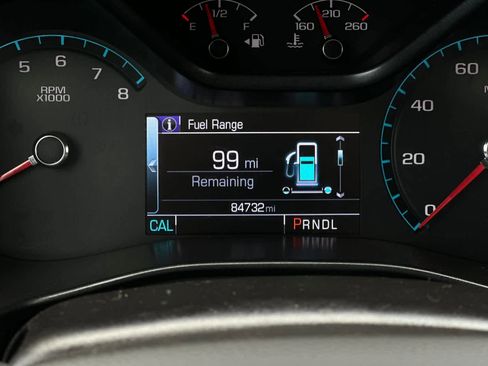 E 1/2 F
160 210 260
5 6 7 8
RPM
X1000
i Fuel Range
99 mi
Remaining
84732mi
CAL PRNDL
60
40
20
0